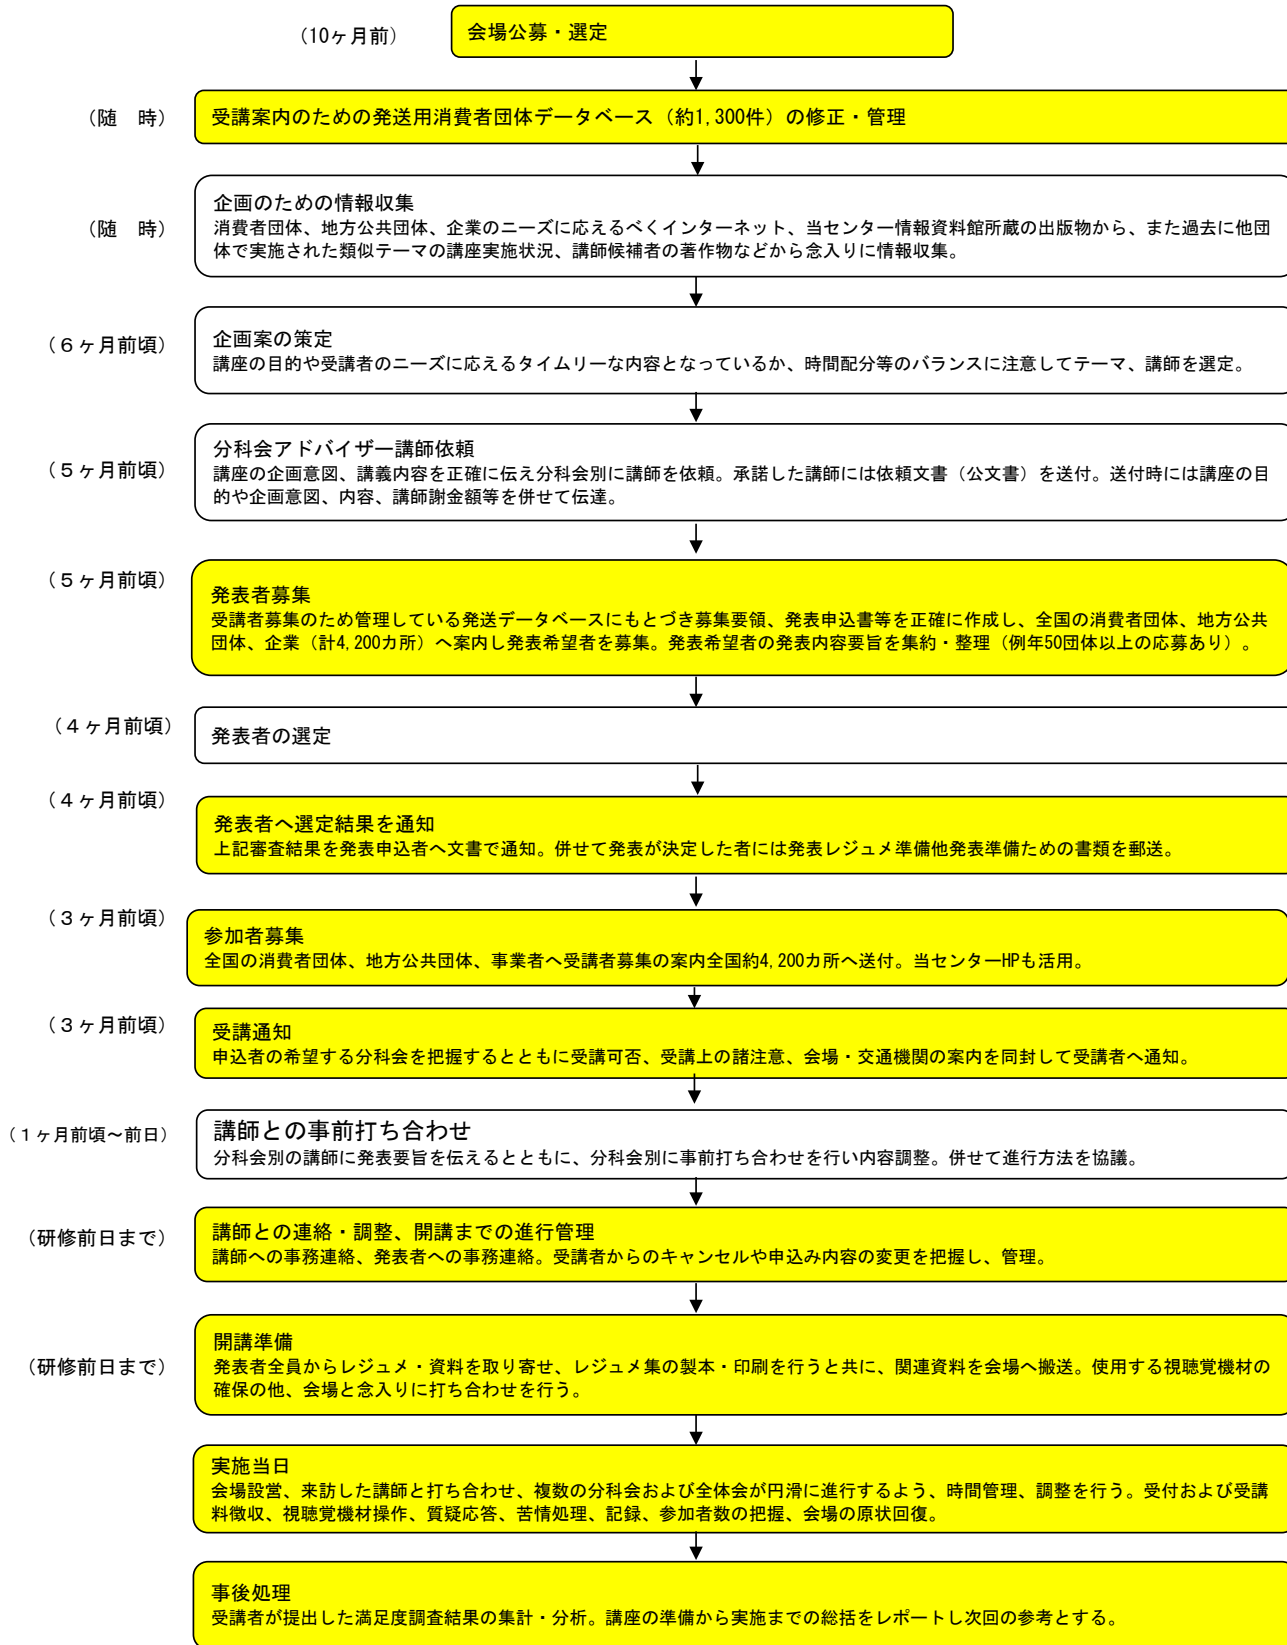 （10ヶ月前）
会場公募・選定
（随　時）
受講案内のための発送用消費者団体データベース（約1,300件）の修正・管理
（随　時）
企画のための情報収集
消費者団体、地方公共団体、企業のニーズに応えるべくインターネット、当センター情報資料館所蔵の出版物から、また過去に他団
体で実施された類似テーマの講座実施状況、講師候補者の著作物などから念入りに情報収集。
（６ヶ月前頃）
企画案の策定
講座の目的や受講者のニーズに応えるタイムリーな内容となっているか、時間配分等のバランスに注意してテーマ、講師を選定。
（５ヶ月前頃）
分科会アドバイザー講師依頼
講座の企画意図、講義内容を正確に伝え分科会別に講師を依頼。承諾した講師には依頼文書（公文書）を送付。送付時には講座の目
的や企画意図、内容、講師謝金額等を併せて伝達。
（５ヶ月前頃）
発表者募集
受講者募集のため管理している発送データベースにもとづき募集要領、発表申込書等を正確に作成し、全国の消費者団体、地方公共
団体、企業（計4,200カ所）へ案内し発表希望者を募集。発表希望者の発表内容要旨を集約・整理（例年50団体以上の応募あり）。
（４ヶ月前頃）
発表者の選定
（４ヶ月前頃）
発表者へ選定結果を通知
上記審査結果を発表申込者へ文書で通知。併せて発表が決定した者には発表レジュメ準備他発表準備ための書類を郵送。
（３ヶ月前頃）
参加者募集
全国の消費者団体、地方公共団体、事業者へ受講者募集の案内全国約4,200カ所へ送付。当センターHPも活用。
（３ヶ月前頃）
受講通知
申込者の希望する分科会を把握するとともに受講可否、受講上の諸注意、会場・交通機関の案内を同封して受講者へ通知。
（１ヶ月前頃～前日）
講師との事前打ち合わせ
分科会別の講師に発表要旨を伝えるとともに、分科会別に事前打ち合わせを行い内容調整。併せて進行方法を協議。
（研修前日まで）
講師との連絡・調整、開講までの進行管理
講師への事務連絡、発表者への事務連絡。受講者からのキャンセルや申込み内容の変更を把握し、管理。
（研修前日まで）
開講準備
発表者全員からレジュメ・資料を取り寄せ、レジュメ集の製本・印刷を行うと共に、関連資料を会場へ搬送。使用する視聴覚機材の
確保の他、会場と念入りに打ち合わせを行う。
実施当日
会場設営、来訪した講師と打ち合わせ、複数の分科会および全体会が円滑に進行するよう、時間管理、調整を行う。受付および受講
料徴収、視聴覚機材操作、質疑応答、苦情処理、記録、参加者数の把握、会場の原状回復。
事後処理
受講者が提出した満足度調査結果の集計・分析。講座の準備から実施までの総括をレポートし次回の参考とする。